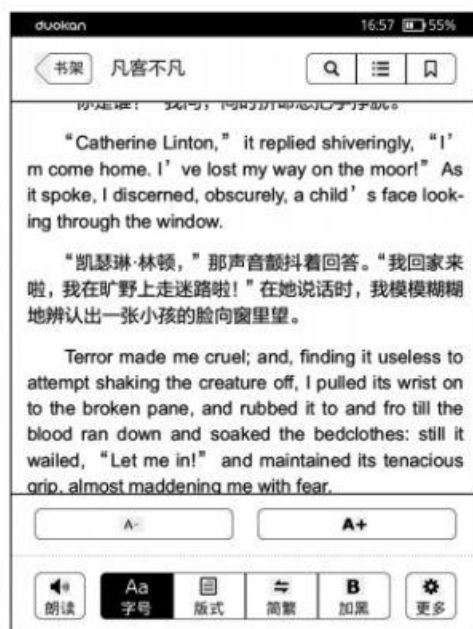 duokan 16:57 55%
书架 凡客不凡
“Catherine Linton,” it replied shiveringly, “I’
m come home. I’ ve lost my way on the moor!” As
it spoke, I discerned, obscurely, a child’ s face look-
ing through the window.
“凯瑟琳·林顿，”那声音颤抖着回答。“我回家来
啦，我在旷野上走迷路啦！”在她说话时，我模模糊糊
地辨认出一张小孩的脸向窗里望。
Terror made me cruel; and, finding it useless to
attempt shaking the creature off, I pulled its wrist on
to the broken pane, and rubbed it to and fro till the
blood ran down and soaked the bedclothes: still it
wailed, “Let me in!” and maintained its tenacious
grip, almost maddening me with fear.
A- A+
Aa B
朗读 字号 版式 简繁 加黑 更多